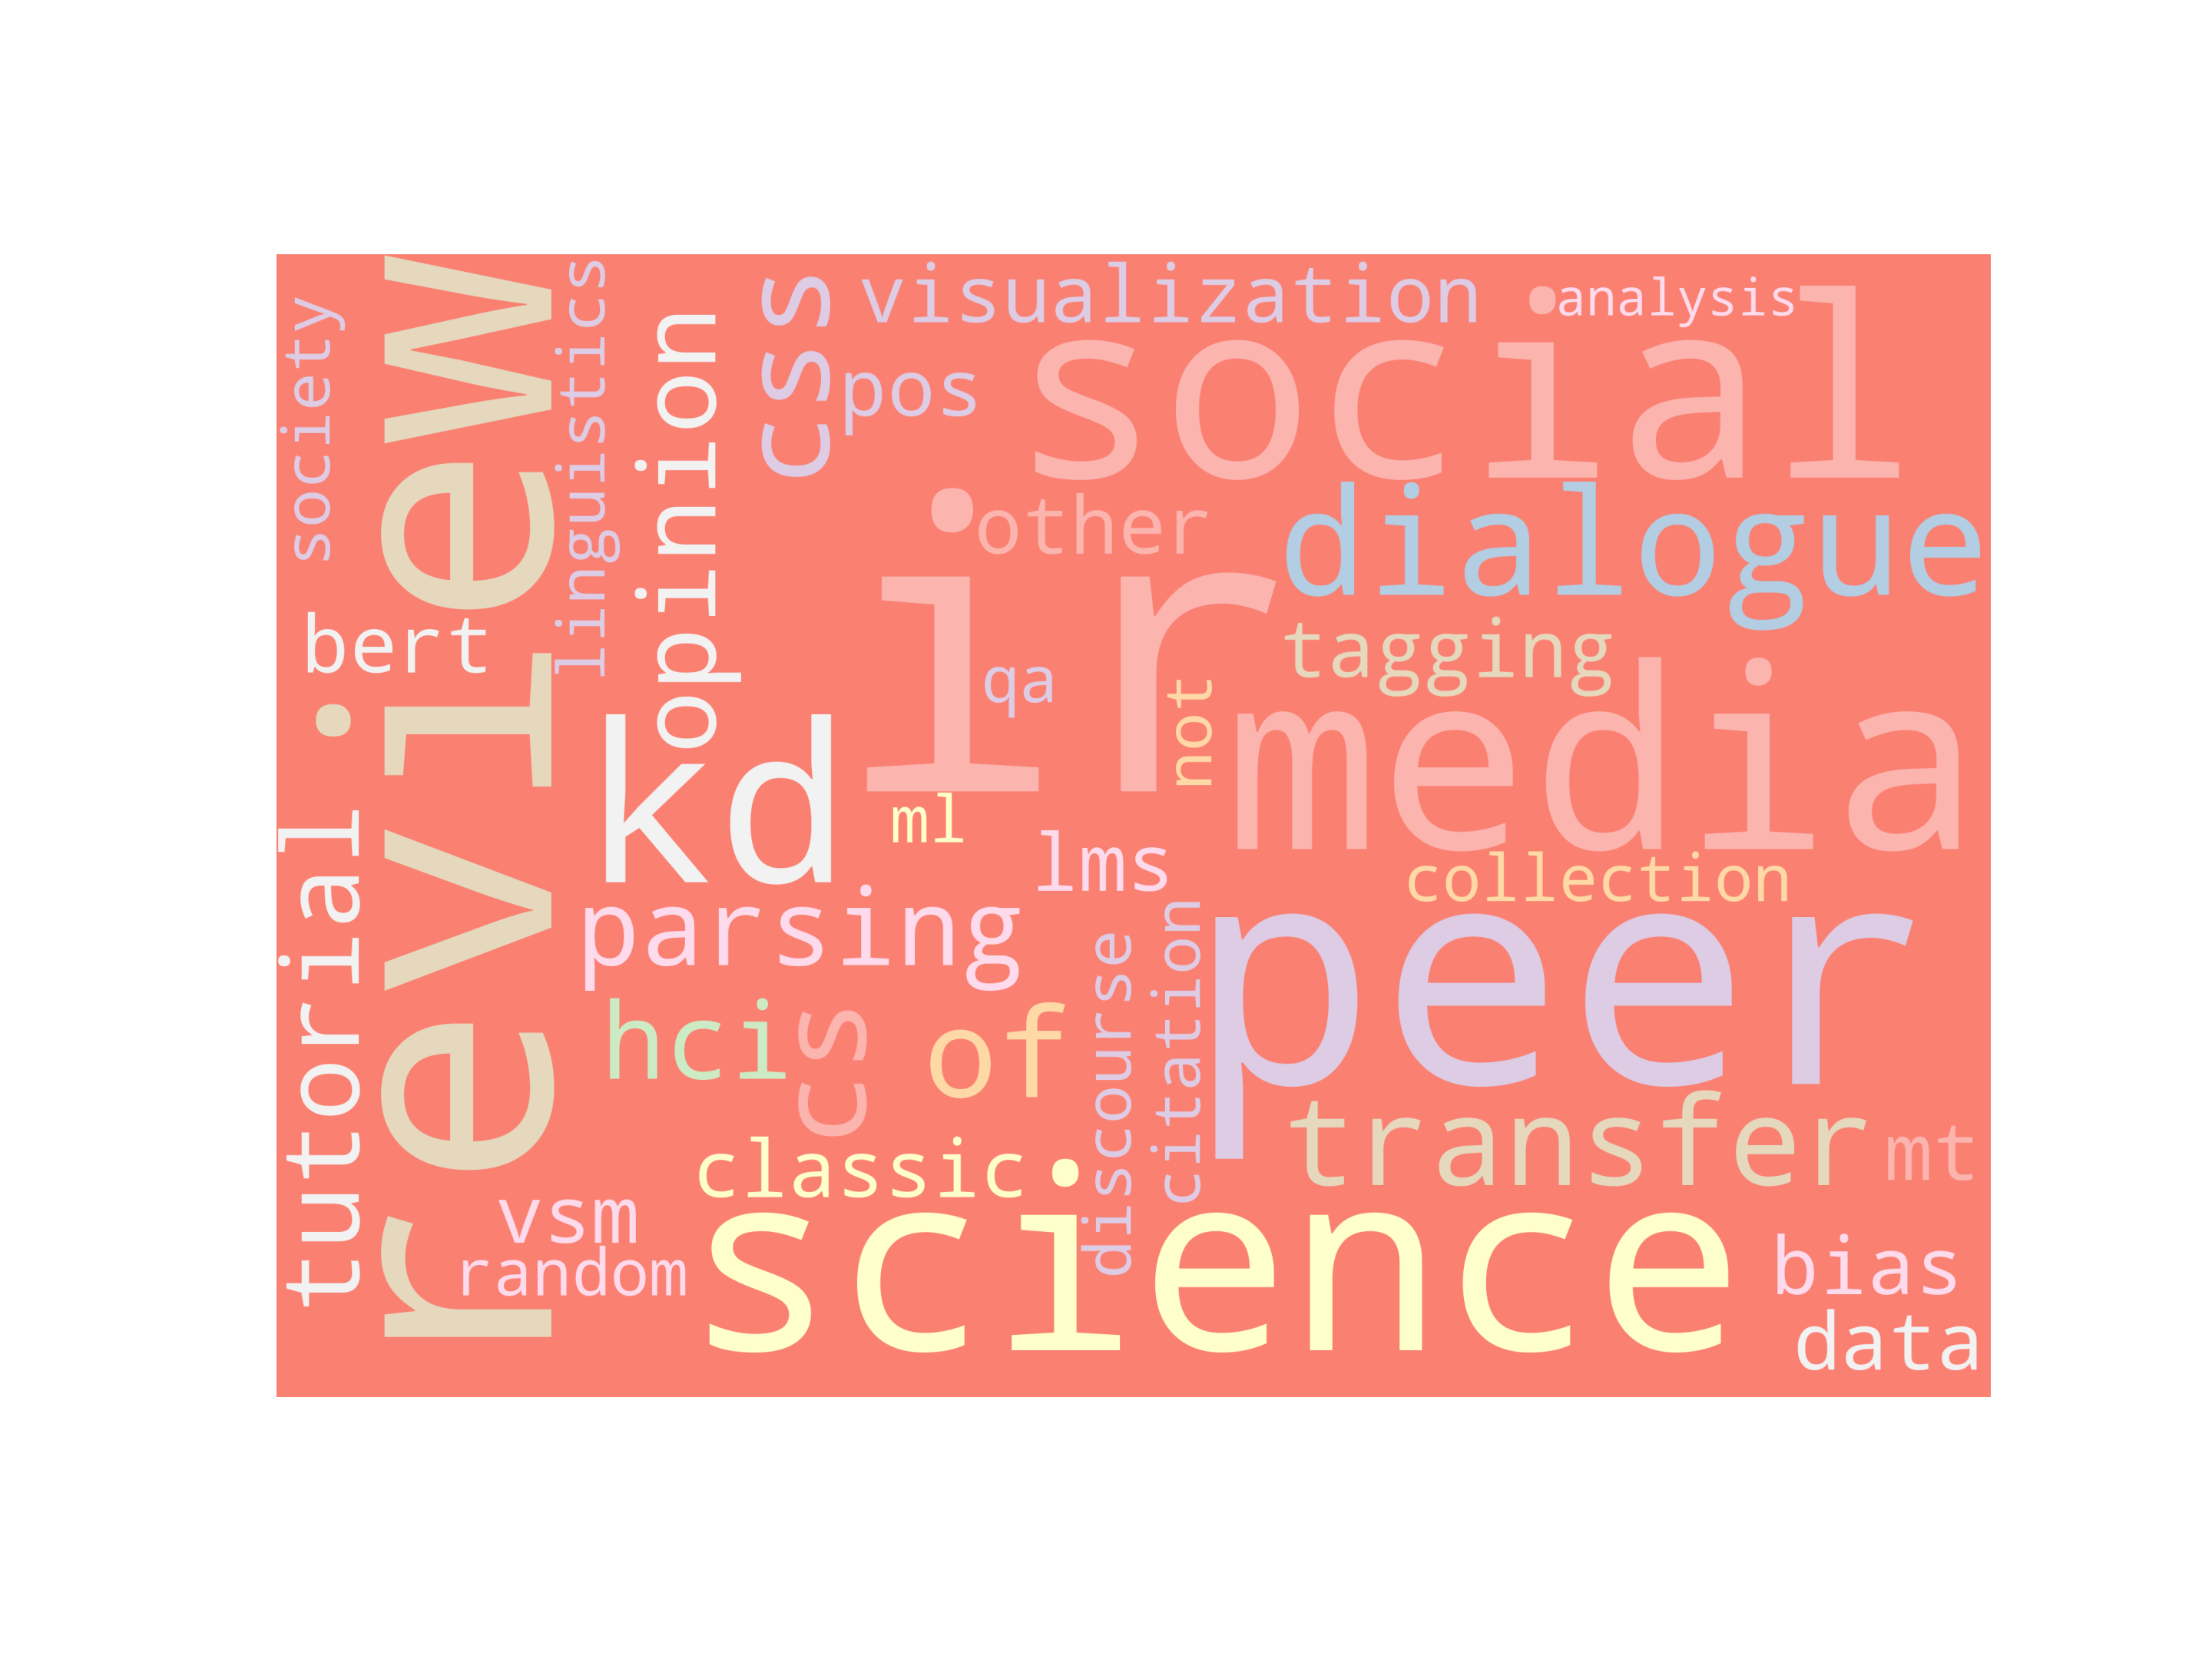 society
review
linguistics
opinion
css
visualization
analysis
pos
social
other
dialogue
ir
bert
tagging
qa
not
media
kd
ml
lms
collection
tutorial
parsing
peer
discourse
citation
hci
cs
of
transfer
mt
classic
vsm
random
science
bias
data